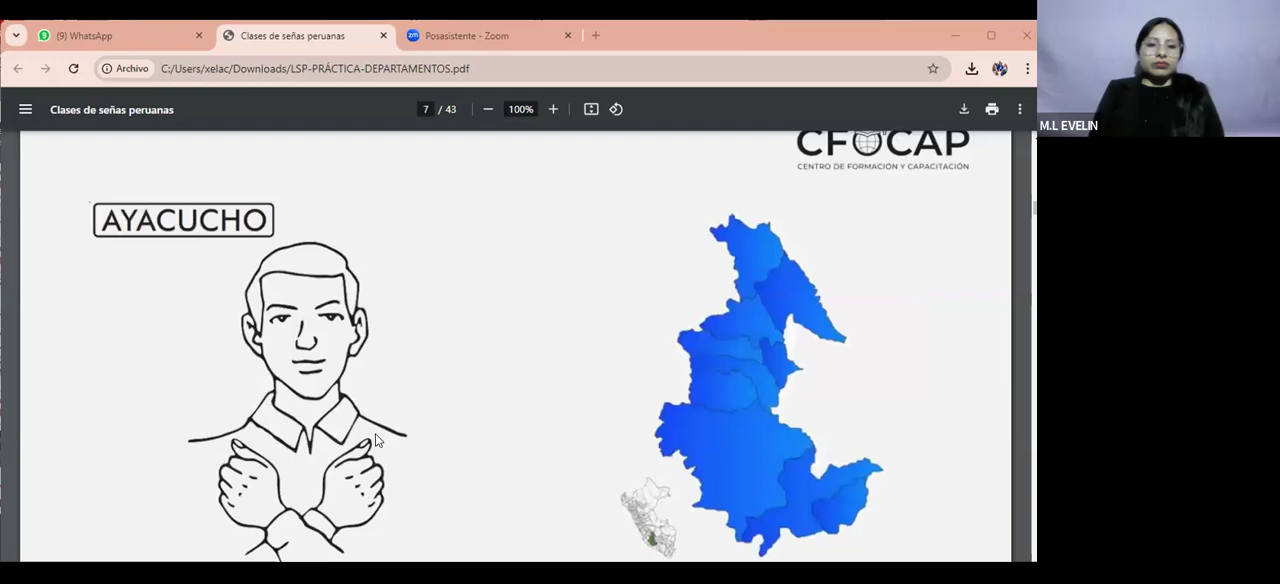 (9) WhatsApp
Clases de señas peruanas
zm
Posasistente - Zoom
Archivo
C:/Users/xelac/Downloads/LSP-PRÁCTICA-DEPARTAMENTOS.pdf
Clases de señas peruanas
7 / 43
100%
CFOCAP
CENTRO DE FORMACIÓN Y CAPACITACIÓN
AYACUCHO
M.L EVELIN